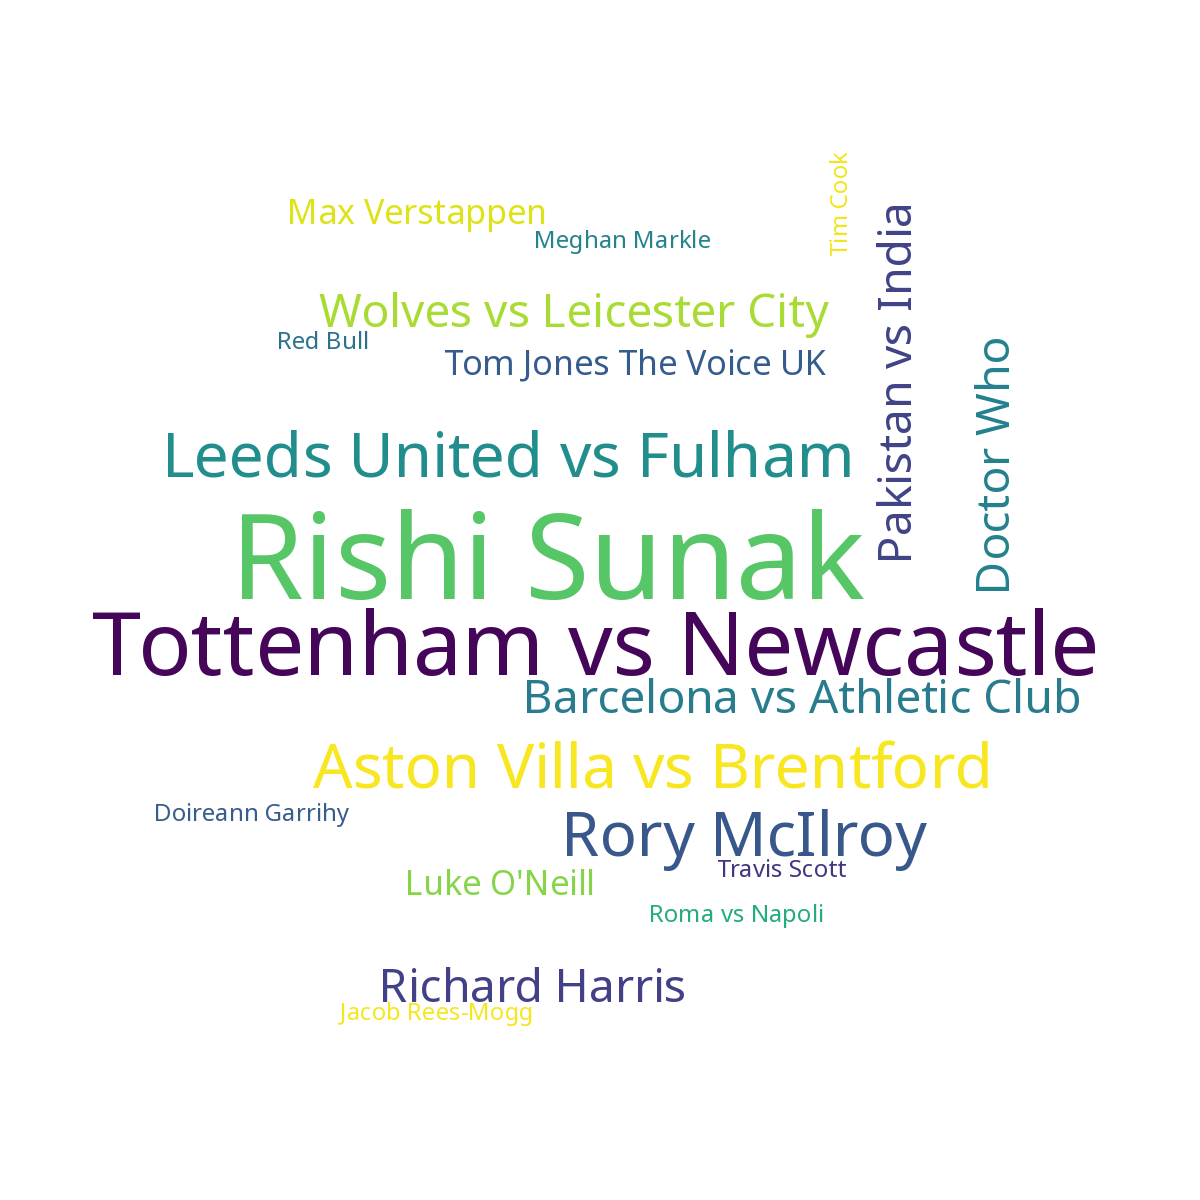 Tim Cook
Max Verstappen
Pakistan vs India
Meghan Markle
Wolves vs Leicester City
Red Bull
Doctor Who
Tom Jones The Voice UK
Leeds United vs Fulham
Rishi Sunak
Tottenham vs Newcastle
Barcelona vs Athletic Club
Aston Villa vs Brentford
Doireann Garrihy
Rory McIlroy
Travis Scott
Luke O'Neill
Roma vs Napoli
Richard Harris
Jacob Rees-Mogg